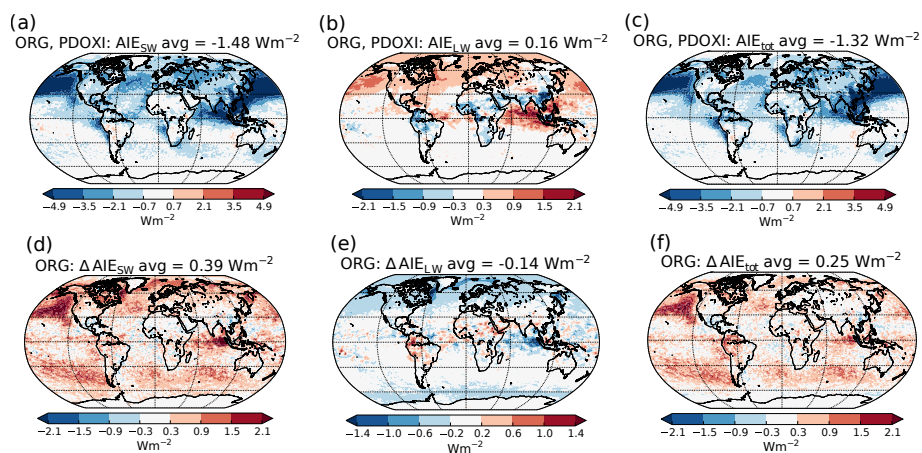 (a)
ORG, PDOXI: AIE_SW avg = -1.48 Wm⁻²
−4.9 −3.5 −2.1 −0.7 0.7 2.1 3.5 4.9
Wm⁻²
(b)
ORG, PDOXI: AIE_LW avg = 0.16 Wm⁻²
−2.1 −1.5 −0.9 −0.3 0.3 0.9 1.5 2.1
Wm⁻²
(c)
ORG, PDOXI: AIE_tot avg = -1.32 Wm⁻²
−4.9 −3.5 −2.1 −0.7 0.7 2.1 3.5 4.9
Wm⁻²
(d)
ORG: Δ AIE_SW avg = 0.39 Wm⁻²
−2.1 −1.5 −0.9 −0.3 0.3 0.9 1.5 2.1
Wm⁻²
(e)
ORG: Δ AIE_LW avg = -0.14 Wm⁻²
−1.4 −1.0 −0.6 −0.2 0.2 0.6 1.0 1.4
Wm⁻²
(f)
ORG: Δ AIE_tot avg = 0.25 Wm⁻²
−2.1 −1.5 −0.9 −0.3 0.3 0.9 1.5 2.1
Wm⁻²